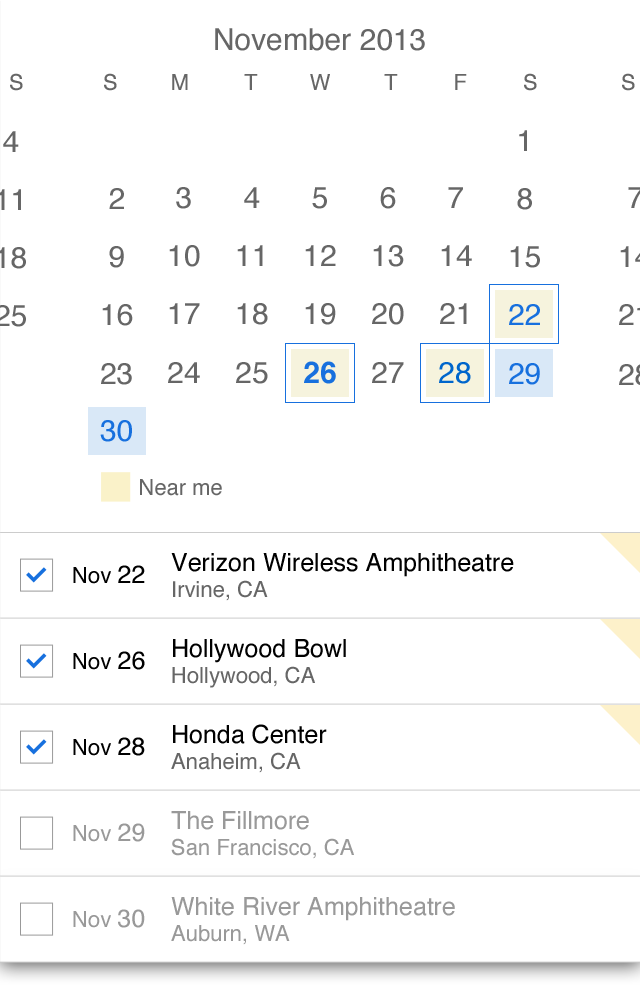 November 2013
S S M T W T F S S
4 1
11 2 3 4 5 6 7 8 7
18 9 10 11 12 13 14 15
25 16 17 18 19 20 21 22
23 24 25 26 27 28 29
30
Near me
Nov 22 Verizon Wireless Amphitheatre
Irvine, CA
Nov 26 Hollywood Bowl
Hollywood, CA
Nov 28 Honda Center
Anaheim, CA
Nov 29 The Fillmore
San Francisco, CA
Nov 30 White River Amphitheatre
Auburn, WA